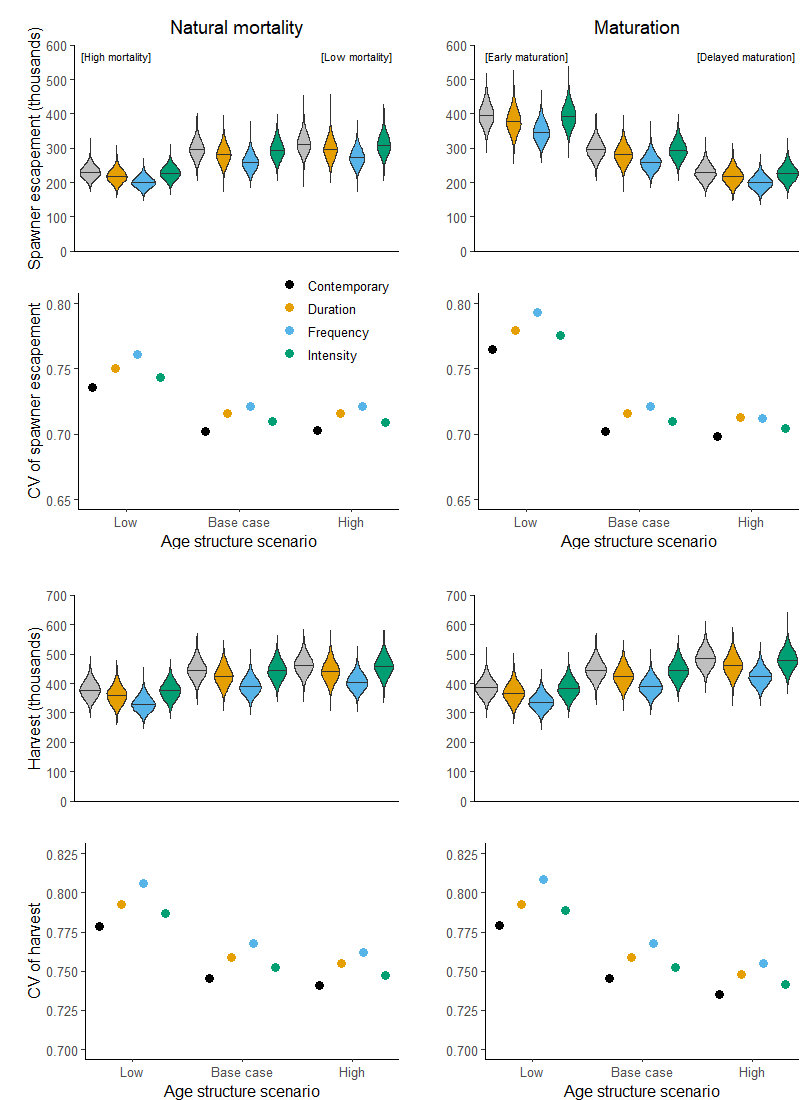 Natural mortality
Maturation
Spawner escapement (thousands)
600
500
400
300
200
100
0
[High mortality]
[Low mortality]
600
500
400
300
200
100
0
[Early maturation]
[Delayed maturation]
CV of spawner escapement
0.80
0.75
0.70
0.65
Contemporary
Duration
Frequency
Intensity
Low
Base case
High
Age structure scenario
0.80
0.75
0.70
0.65
Low
Base case
High
Age structure scenario
Harvest (thousands)
700
600
500
400
300
200
100
0
700
600
500
400
300
200
100
0
CV of harvest
0.825
0.800
0.775
0.750
0.725
0.700
Low
Base case
High
Age structure scenario
0.825
0.800
0.775
0.750
0.725
0.700
Low
Base case
High
Age structure scenario